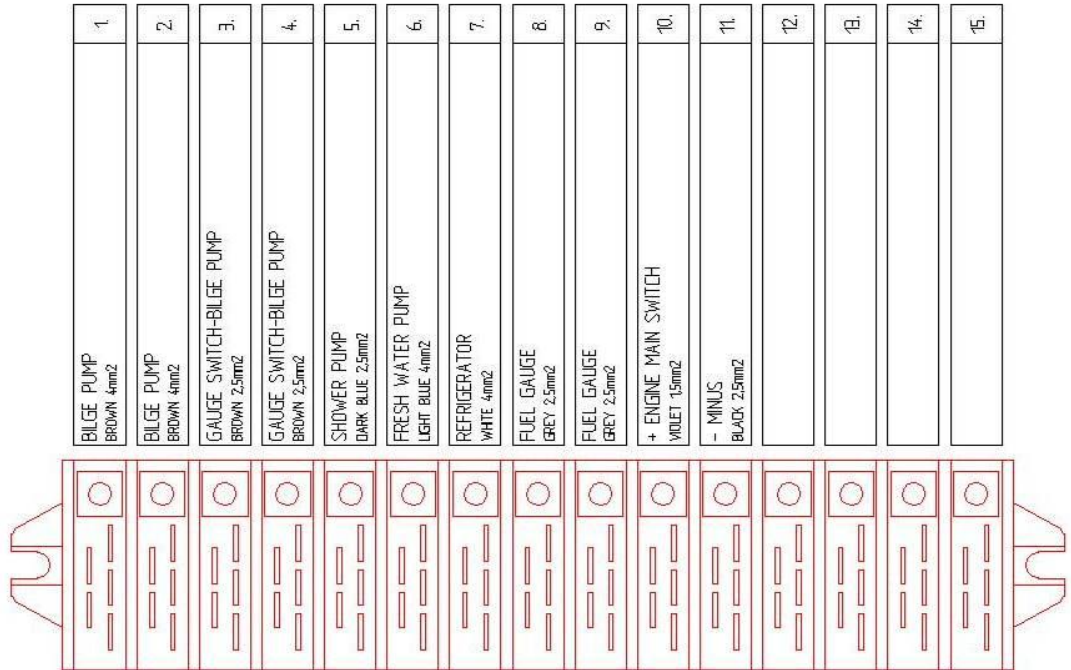 1.
BILGE PUMP
BROWN 4mm2
2.
BILGE PUMP
BROWN 4mm2
3.
GAUGE SWITCH-BILGE PUMP
BROWN 2,5mm2
4.
GAUGE SWITCH-BILGE PUMP
BROWN 2,5mm2
5.
SHOWER PUMP
DARK BLUE 2,5mm2
6.
FRESH WATER PUMP
LIGHT BLUE 4mm2
7.
REFRIGERATOR
WHITE 4mm2
8.
FUEL GAUGE
GREY 2,5mm2
9.
FUEL GAUGE
GREY 2,5mm2
10.
+ ENGINE MAIN SWITCH
VIOLET 1,5mm2
11.
- MINUS
BLACK 2,5mm2
12.
13.
14.
15.